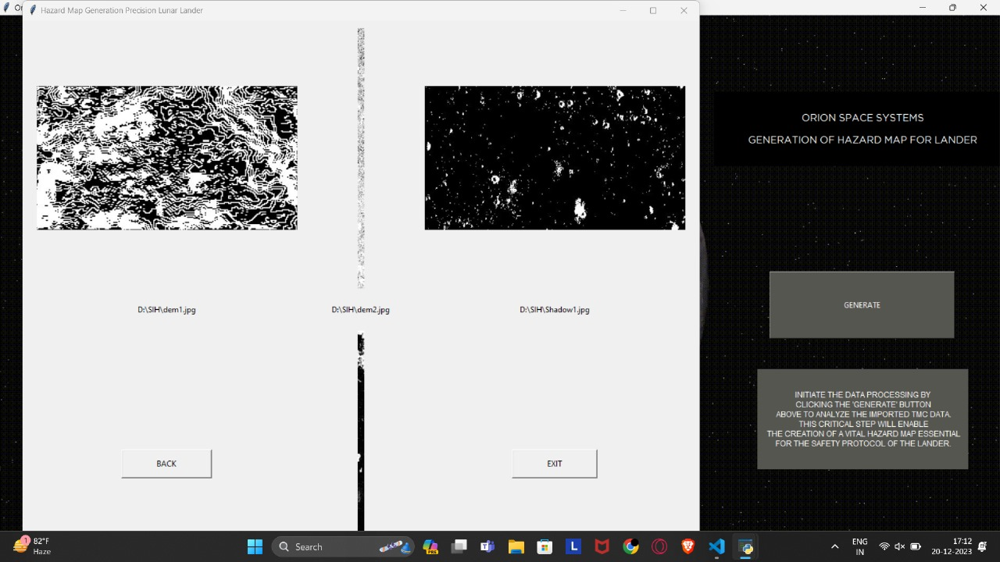 Or
Hazard Map Generation Precision Lunar Lander
ORION SPACE SYSTEMS
GENERATION OF HAZARD MAP FOR LANDER
D:\SIH\dem1.jpg
D:\SIH\dem2.jpg
D:\SIH\Shadow1.jpg
GENERATE
INITIATE THE DATA PROCESSING BY
CLICKING THE 'GENERATE' BUTTON
ABOVE TO ANALYZE THE IMPORTED TMC DATA.
THIS CRITICAL STEP WILL ENABLE
THE CREATION OF A VITAL HAZARD MAP ESSENTIAL
FOR THE SAFETY PROTOCOL OF THE LANDER.
BACK
EXIT
1
82°F
Haze
Search
L
ENG
IN
17:12
20-12-2023